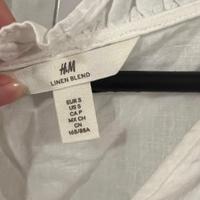 H&M
LINEN BLEND
EUR S
US S
CA P
MX CH
CN
165/88A